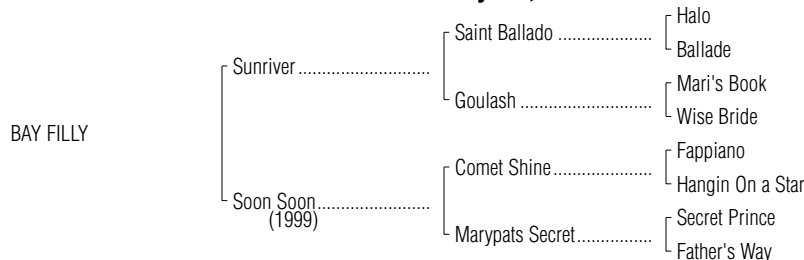 Halo
Saint Ballado ..................
Ballade
Sunriver ..........................
Mari's Book
Goulash .........................
Wise Bride
BAY FILLY
Fappiano
Comet Shine...................
Hangin On a Star
Soon Soon......................
(1999)
Secret Prince
Marypats Secret..............
Father's Way